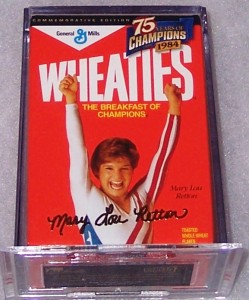 COMMEMORATIVE EDITION
General Mills
75 YEARS OF
CHAMPIONS
1984
WHEATIES
THE BREAKFAST OF
CHAMPIONS
Mary Lou
Retton
Mary Lou Retton
TOASTED
WHOLE WHEAT
FLAKES